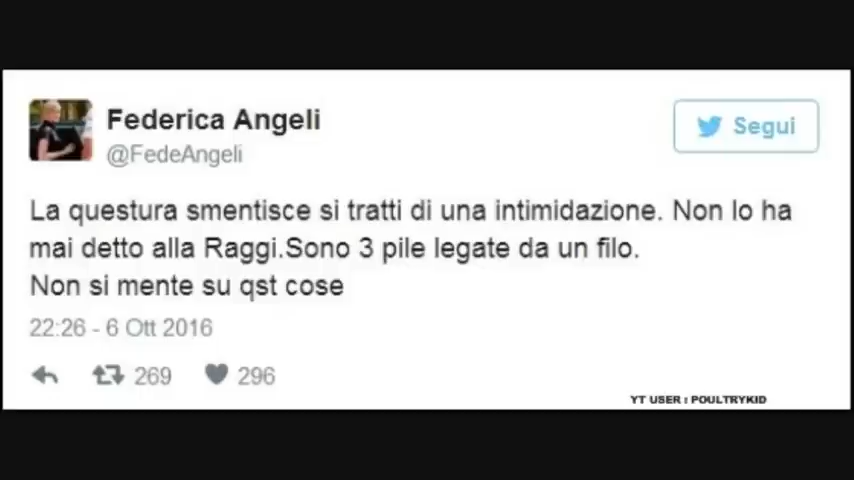 Federica Angeli
@FedeAngeli
Segui
La questura smentisce si tratti di una intimidazione. Non lo ha
mai detto alla Raggi.Sono 3 pile legate da un filo.
Non si mente su qst cose
22:26 - 6 Ott 2016
269 296
YT USER : POULTRYKID